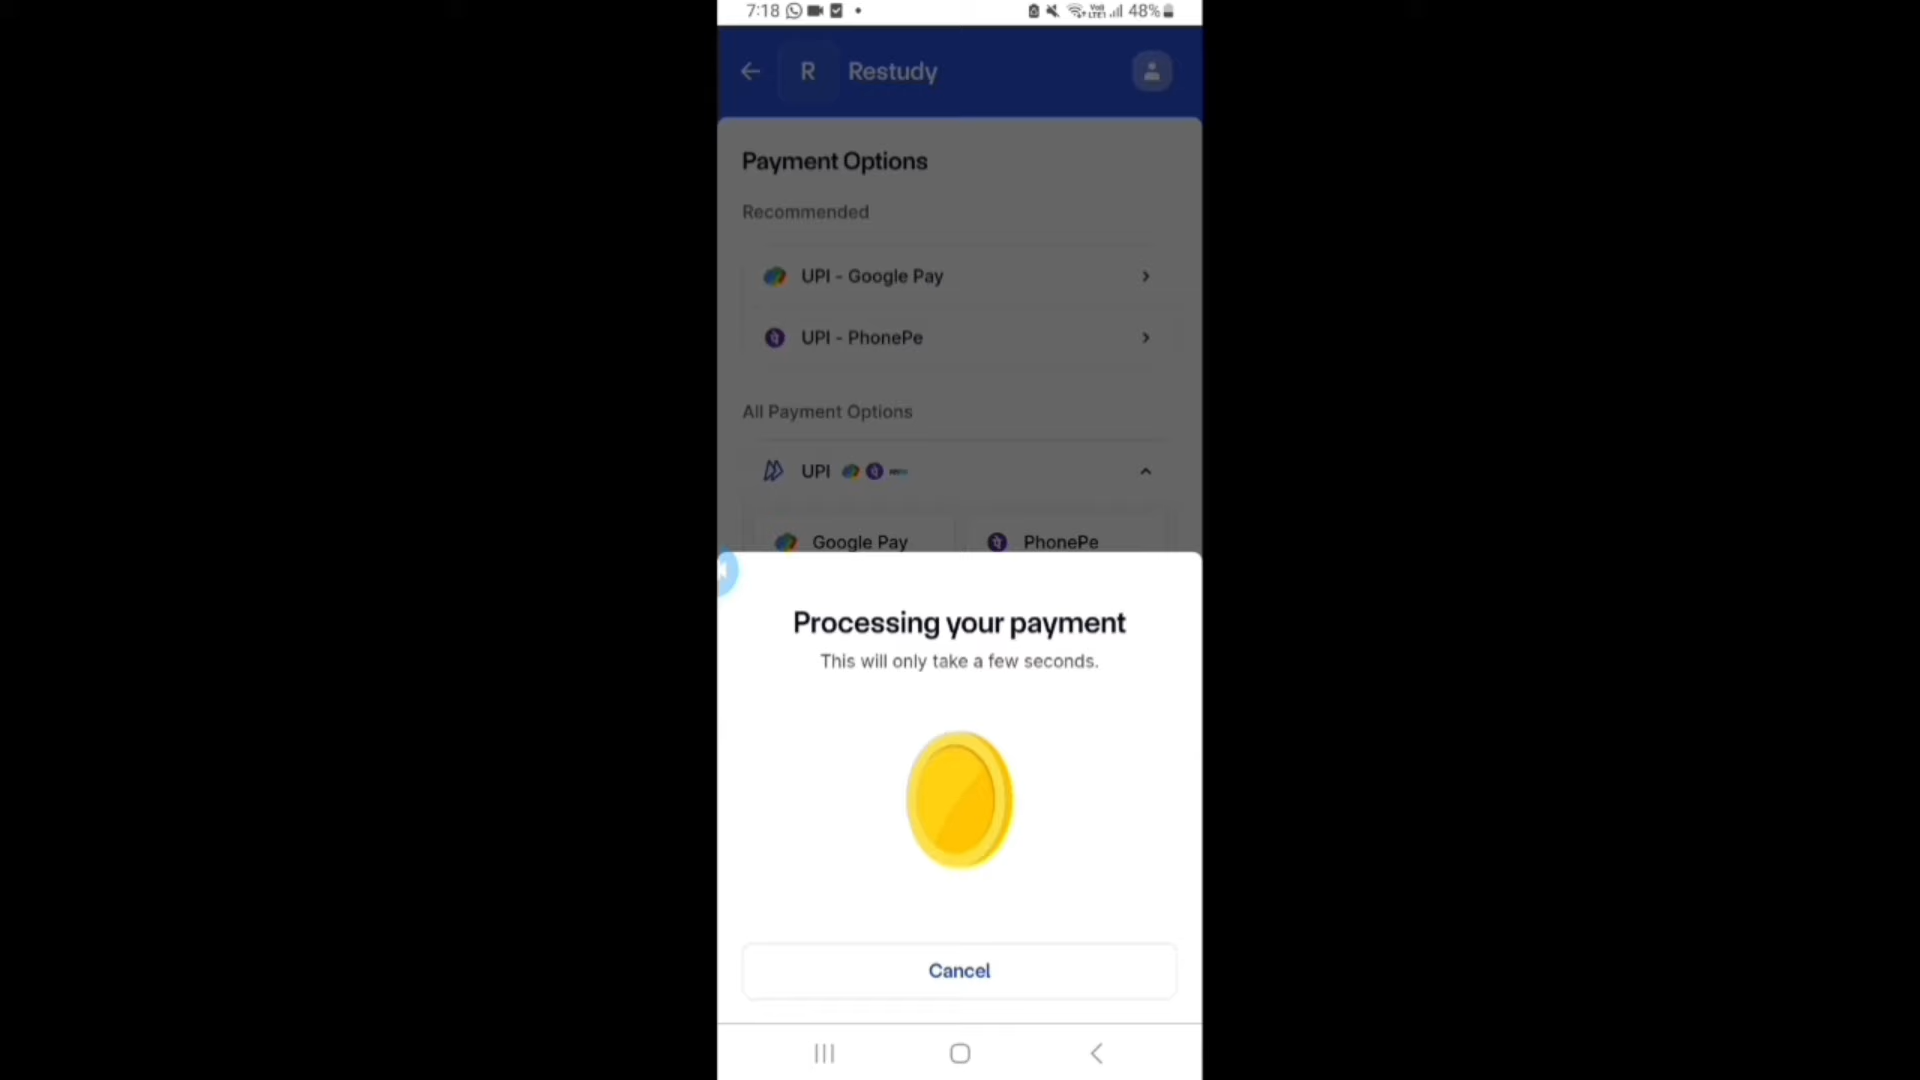 7:18 48%
R Restudy
Payment Options
Recommended
UPI - Google Pay
UPI - PhonePe
All Payment Options
UPI
Google Pay PhonePe
Processing your payment
This will only take a few seconds.
Cancel